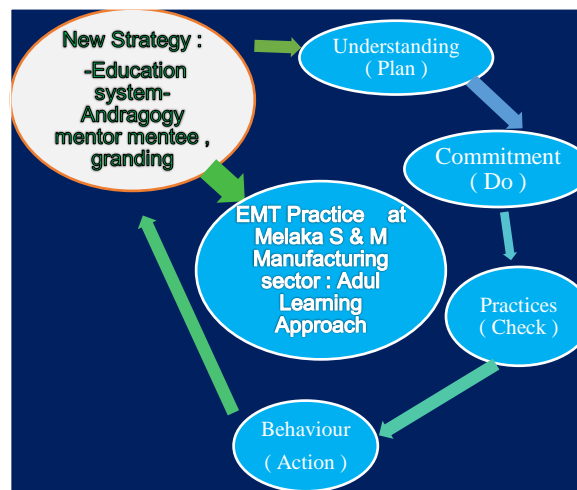 New Strategy :
-Education
system-
Andragogy
mentor mentee ,
granding
Understanding
( Plan )
Commitment
( Do )
EMT Practice at
Melaka S & M
Manufacturing
sector : Adul
Learning
Approach
Practices
( Check )
Behaviour
( Action )